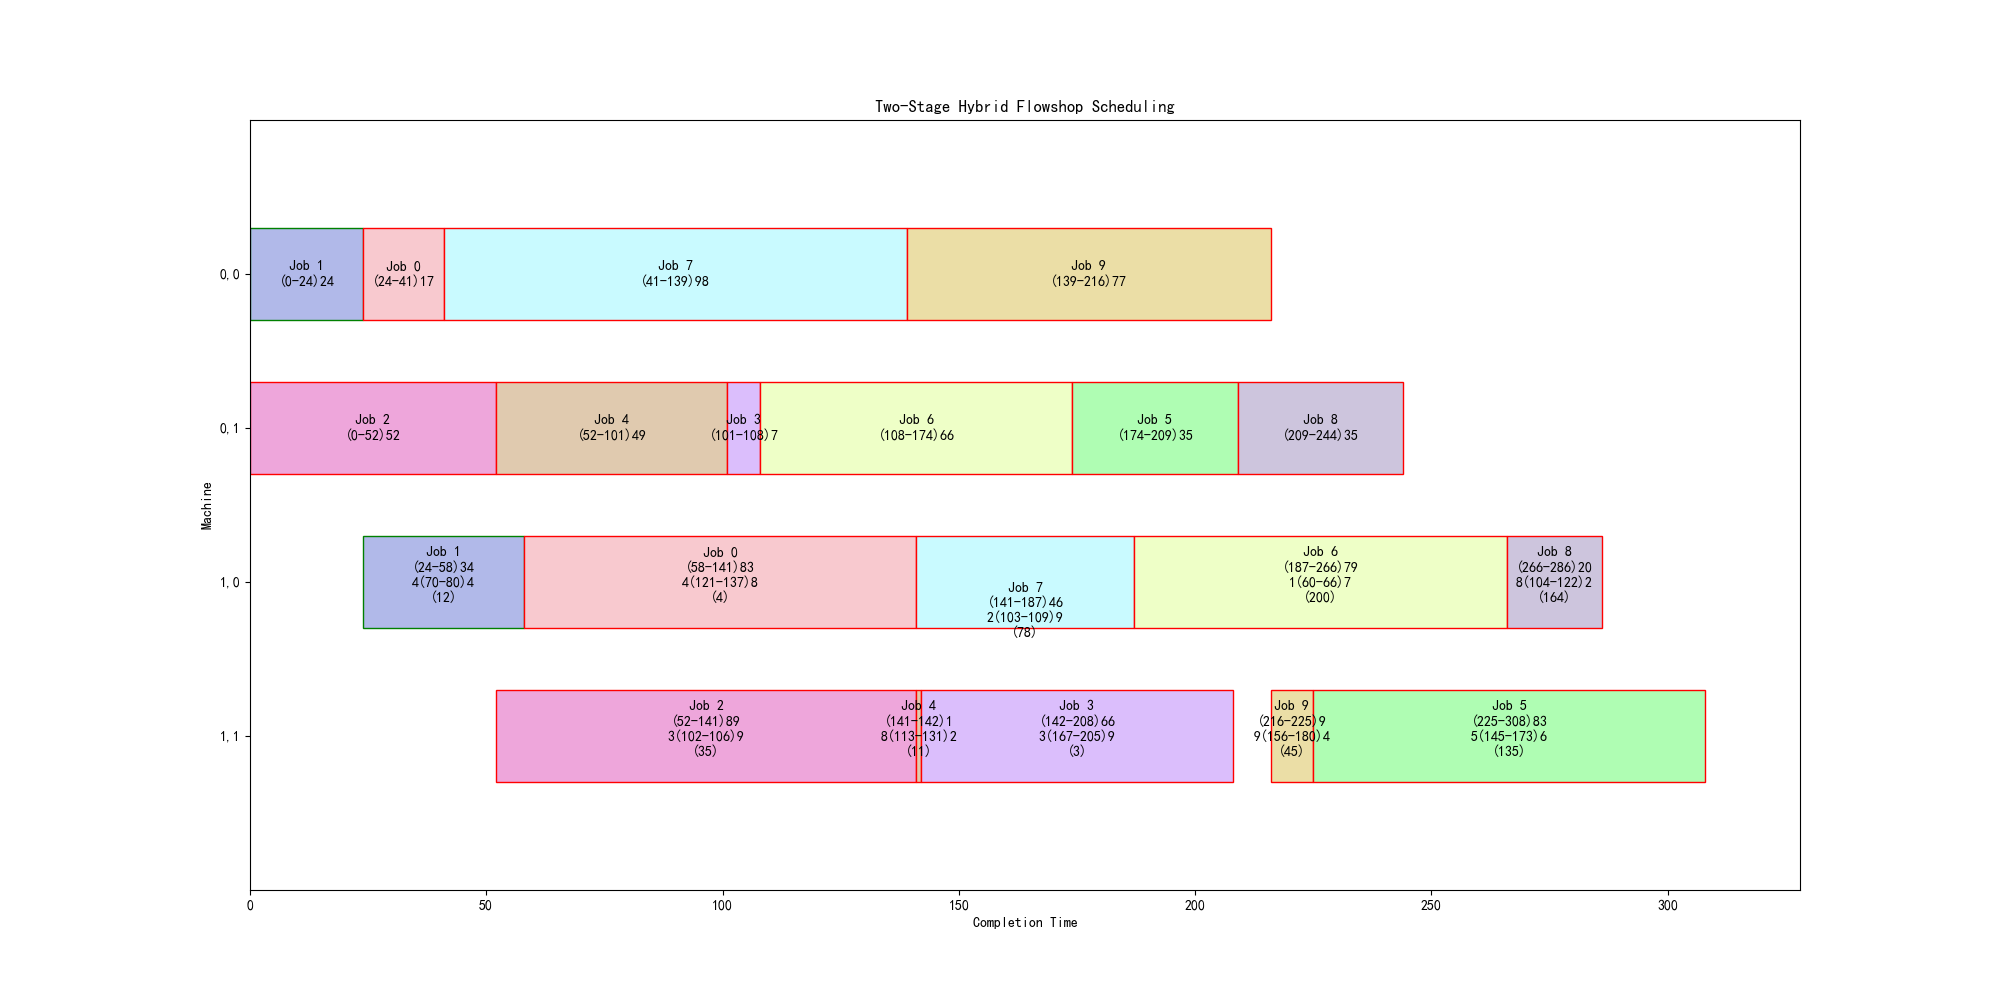 Two-Stage Hybrid Flowshop Scheduling
Machine
0,0
Job 1
(0-24)24
Job 0
(24-41)17
Job 7
(41-139)98
Job 9
(139-216)77
0,1
Job 2
(0-52)52
Job 4
(52-101)49
Job 3
(101-108)7
Job 6
(108-174)66
Job 5
(174-209)35
Job 8
(209-244)35
1,0
Job 1
(24-58)34
4(70-80)4
(12)
Job 0
(58-141)83
4(121-137)8
(4)
Job 7
(141-187)46
2(103-109)9
(78)
Job 6
(187-266)79
1(60-66)7
(200)
Job 8
(266-286)20
8(104-122)2
(164)
1,1
Job 2
(52-141)89
3(102-106)9
(35)
Job 4
(141-142)1
8(113-131)2
(11)
Job 3
(142-208)66
3(167-205)9
(3)
Job 9
(216-225)9
9(156-180)4
(45)
Job 5
(225-308)83
5(145-173)6
(135)
0
50
100
150
200
250
300
Completion Time